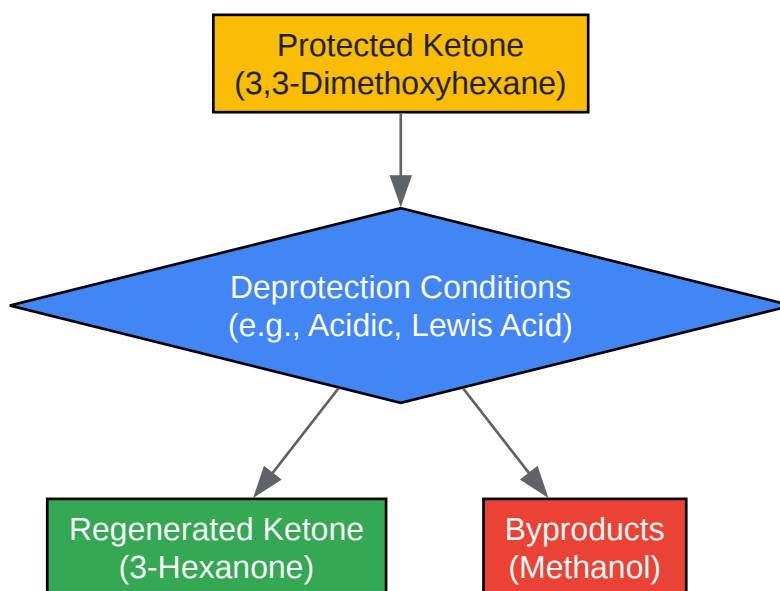 Protected Ketone
(3,3-Dimethoxyhexane)
Deprotection Conditions
(e.g., Acidic, Lewis Acid)
Regenerated Ketone
(3-Hexanone)
Byproducts
(Methanol)